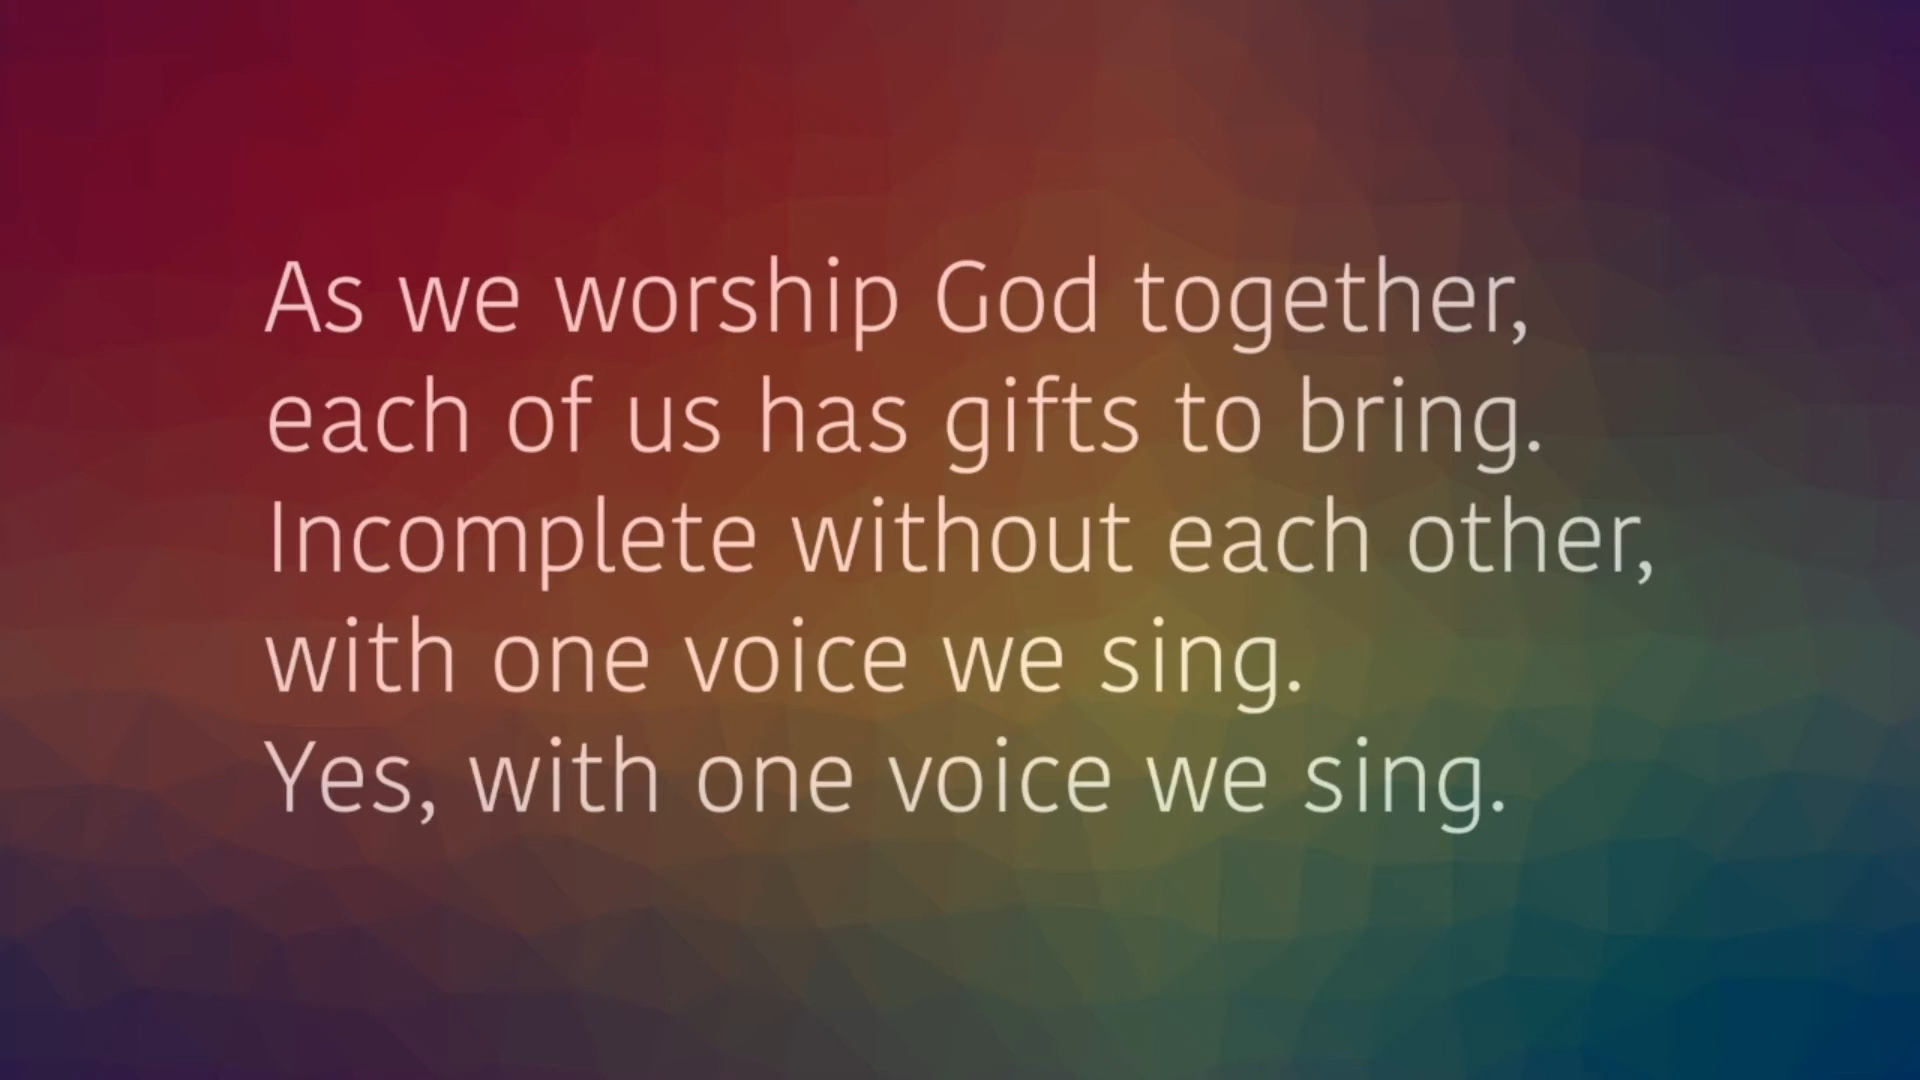 As we worship God together,
each of us has gifts to bring.
Incomplete without each other,
with one voice we sing.
Yes, with one voice we sing.